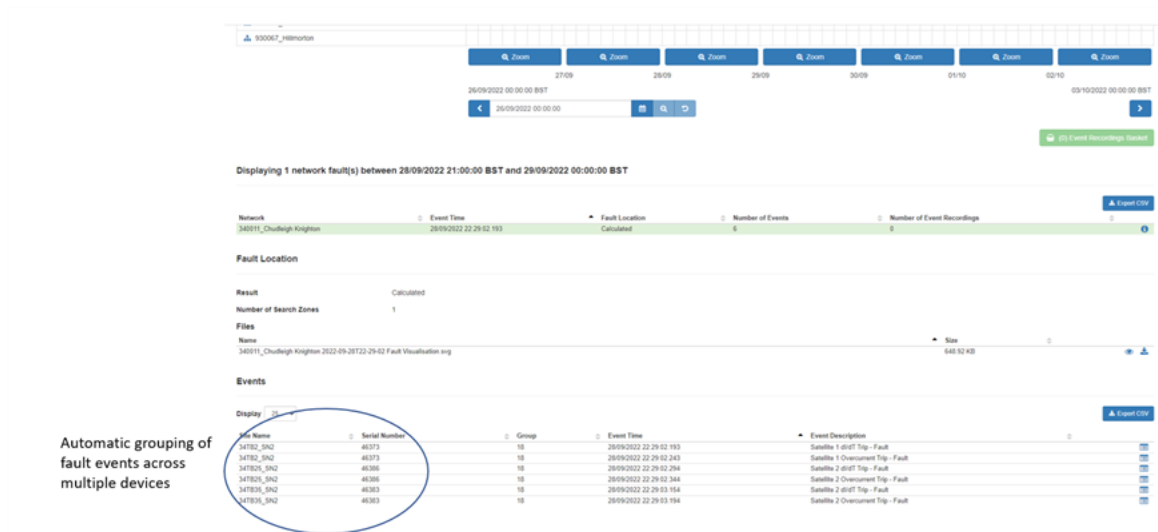 930067_Hillmorton
Zoom Zoom Zoom Zoom Zoom Zoom Zoom
27/09 28/09 29/09 30/09 01/10 02/10
26/09/2022 00:00:00 BST 03/10/2022 00:00:00 BST
26/09/2022 00:00:00
(0) Event Recordings Basket
Displaying 1 network fault(s) between 28/09/2022 21:00:00 BST and 29/09/2022 00:00:00 BST
Export CSV
Network Event Time Fault Location Number of Events Number of Event Recordings
340011_Chudleigh Knighton 28/09/2022 22:29:02.193 Calculated 6 0
Fault Location
Result Calculated
Number of Search Zones 1
Files
Name Size
340011_Chudleigh Knighton 2022-09-28T22-29-02 Fault Visualisation svg 648.92 KB
Events
Display 25 Export CSV
Site Name Serial Number Group Event Time Event Description
34TB2_SN2 46373 18 28/09/2022 22:29:02.193 Satellite 1 dI/dT Trip - Fault
34TB2_SN2 46373 18 28/09/2022 22:29:02.243 Satellite 1 Overcurrent Trip - Fault
34TB25_SN2 46386 18 28/09/2022 22:29:02.294 Satellite 2 dI/dT Trip - Fault
34TB25_SN2 46386 18 28/09/2022 22:29:02.344 Satellite 2 Overcurrent Trip - Fault
34TB35_SN2 46383 18 28/09/2022 22:29:03.154 Satellite 2 dI/dT Trip - Fault
34TB35_SN2 46383 18 28/09/2022 22:29:03.194 Satellite 2 Overcurrent Trip - Fault
Automatic grouping of
fault events across
multiple devices